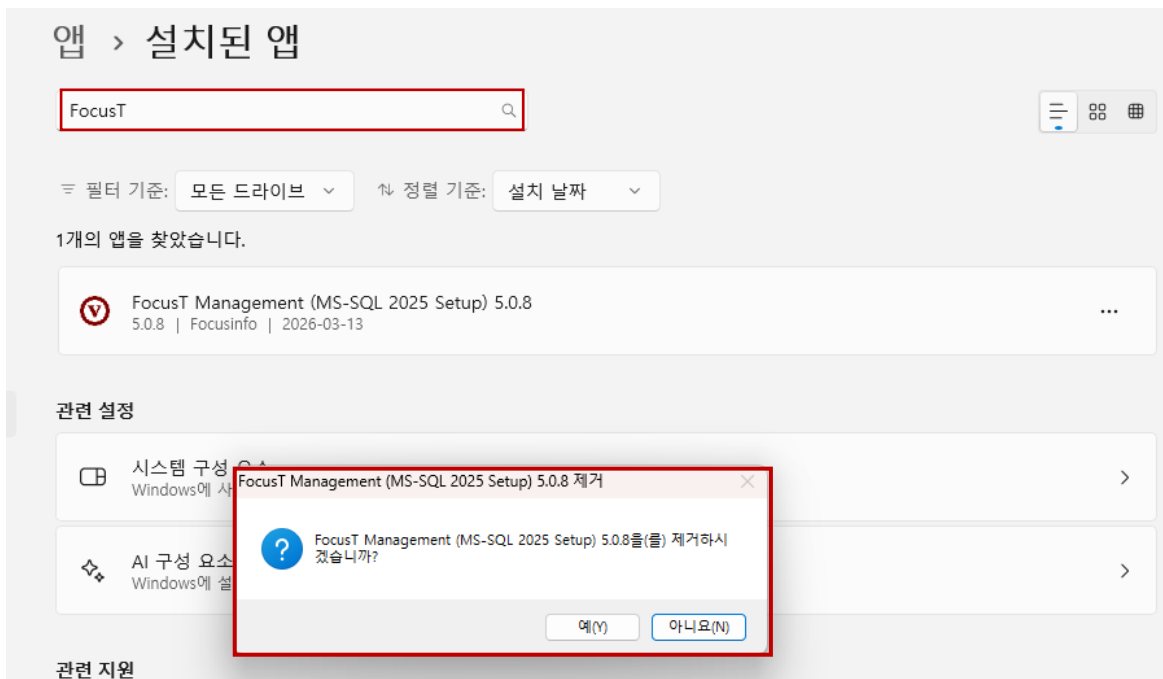 앱 › 설치된 앱
FocusT
필터 기준: 모든 드라이브 정렬 기준: 설치 날짜
1개의 앱을 찾았습니다.
V
FocusT Management (MS-SQL 2025 Setup) 5.0.8
5.0.8 | Focusinfo | 2026-03-13
관련 설정
시스템 구성
Windows에
FocusT Management (MS-SQL 2025 Setup) 5.0.8 제거
FocusT Management (MS-SQL 2025 Setup) 5.0.8을(를) 제거하시
겠습니까?
예(Y) 아니요(N)
AI 구성 요소
Windows에 설
관련 지원